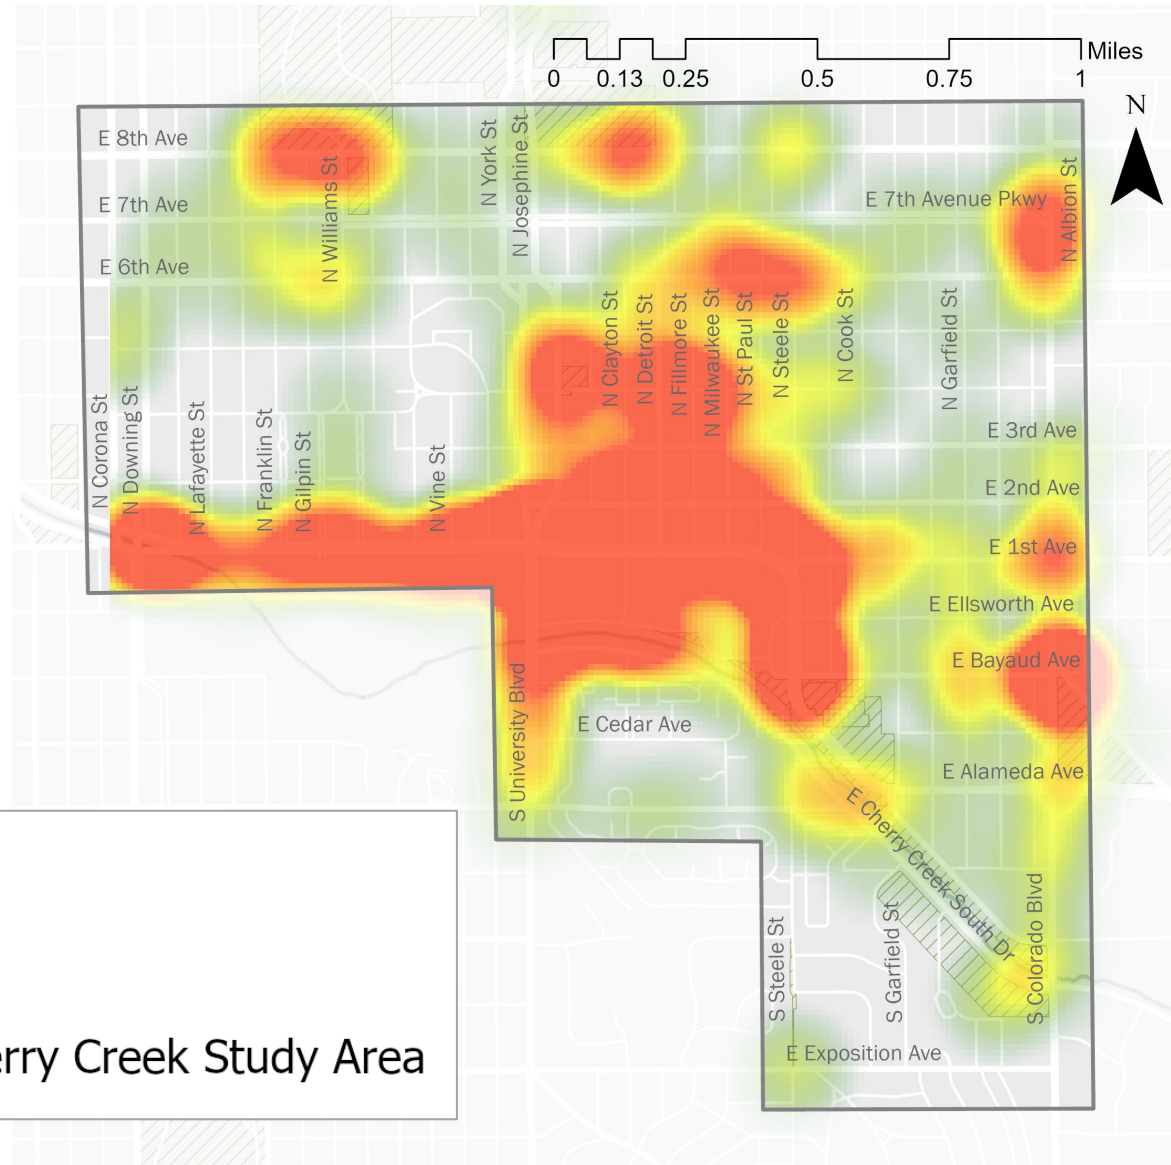 Miles
0 0.13 0.25 0.5 0.75 1
N
E 8th Ave
N York St
N Josephine St
N Williams St
N Albion St
E 7th Ave
E 7th Avenue Pkwy
E 6th Ave
N Clayton St
N Detroit St
N Fillmore St
N Milwaukee St
N St Paul St
N Steele St
N Cook St
N Garfield St
N Corona St
N Downing St
N Lafayette St
N Franklin St
N Gilpin St
N Vine St
E 3rd Ave
E 2nd Ave
E 1st Ave
E Ellsworth Ave
E Bayaud Ave
S University Blvd
E Cedar Ave
E Alameda Ave
E Cherry Creek South Dr
S Steele St
S Garfield St
S Colorado Blvd
E Exposition Ave
erry Creek Study Area